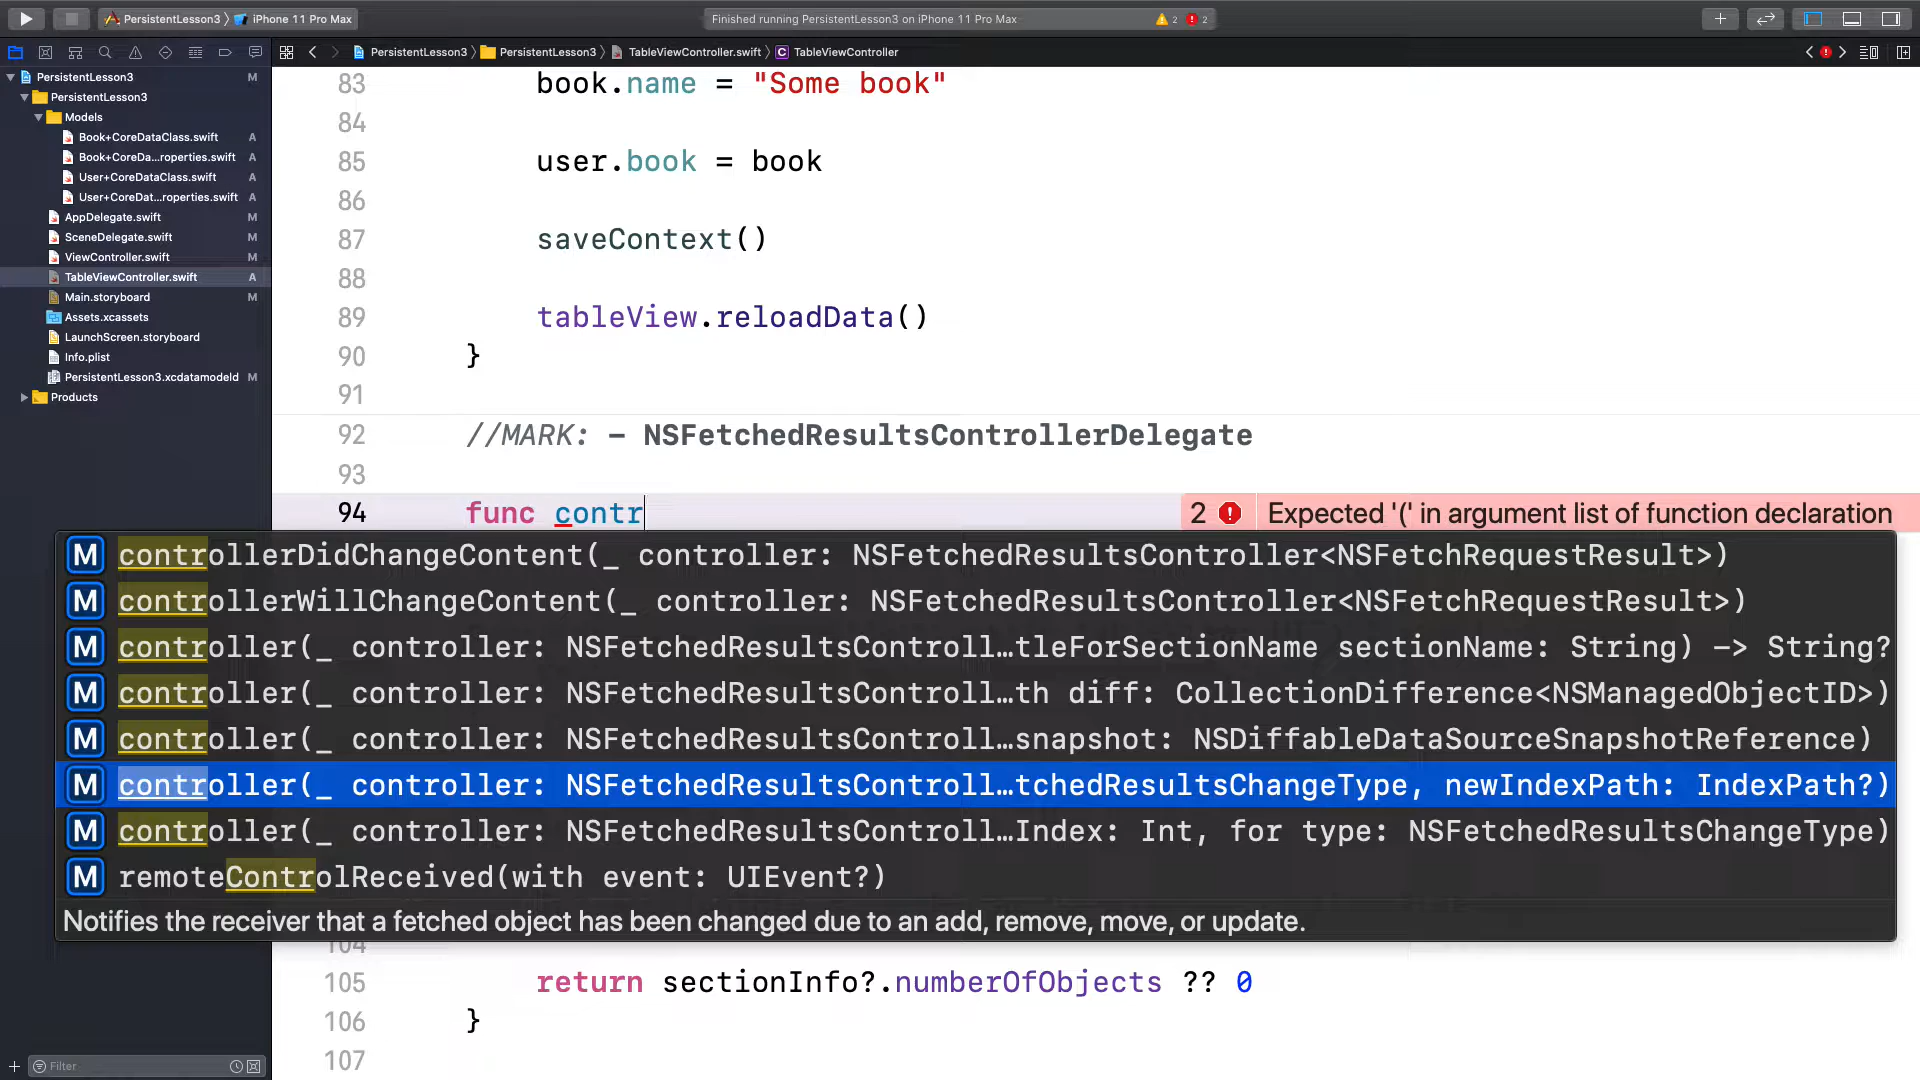 PersistentLesson3 〉 iPhone 11 Pro Max
Finished running PersistentLesson3 on iPhone 11 Pro Max
2
2
PersistentLesson3 〉 PersistentLesson3 〉 TableViewController.swift 〉 C TableViewController
PersistentLesson3 M
PersistentLesson3
Models
Book+CoreDataClass.swift A
Book+CoreDa...roperties.swift A
User+CoreDataClass.swift A
User+CoreDat...roperties.swift A
AppDelegate.swift M
SceneDelegate.swift M
ViewController.swift M
TableViewController.swift A
Main.storyboard M
Assets.xcassets
LaunchScreen.storyboard
Info.plist
PersistentLesson3.xcdatamodeld M
Products
Filter
83 book.name = "Some book"
84
85 user.book = book
86
87 saveContext()
88
89 tableView.reloadData()
90 }
91
92 //MARK: - NSFetchedResultsControllerDelegate
93
94 func contr
2 Expected '(' in argument list of function declaration
M controllerDidChangeContent(_ controller: NSFetchedResultsController<NSFetchRequestResult>)
M controllerWillChangeContent(_ controller: NSFetchedResultsController<NSFetchRequestResult>)
M controller(_ controller: NSFetchedResultsControll…tleForSectionName sectionName: String) -> String?
M controller(_ controller: NSFetchedResultsControll…th diff: CollectionDifference<NSManagedObjectID>)
M controller(_ controller: NSFetchedResultsControll…snapshot: NSDiffableDataSourceSnapshotReference)
M controller(_ controller: NSFetchedResultsControll…tchedResultsChangeType, newIndexPath: IndexPath?)
M controller(_ controller: NSFetchedResultsControll…Index: Int, for type: NSFetchedResultsChangeType)
M remoteControlReceived(with event: UIEvent?)
Notifies the receiver that a fetched object has been changed due to an add, remove, move, or update.
104
105 return sectionInfo?.numberOfObjects ?? 0
106 }
107